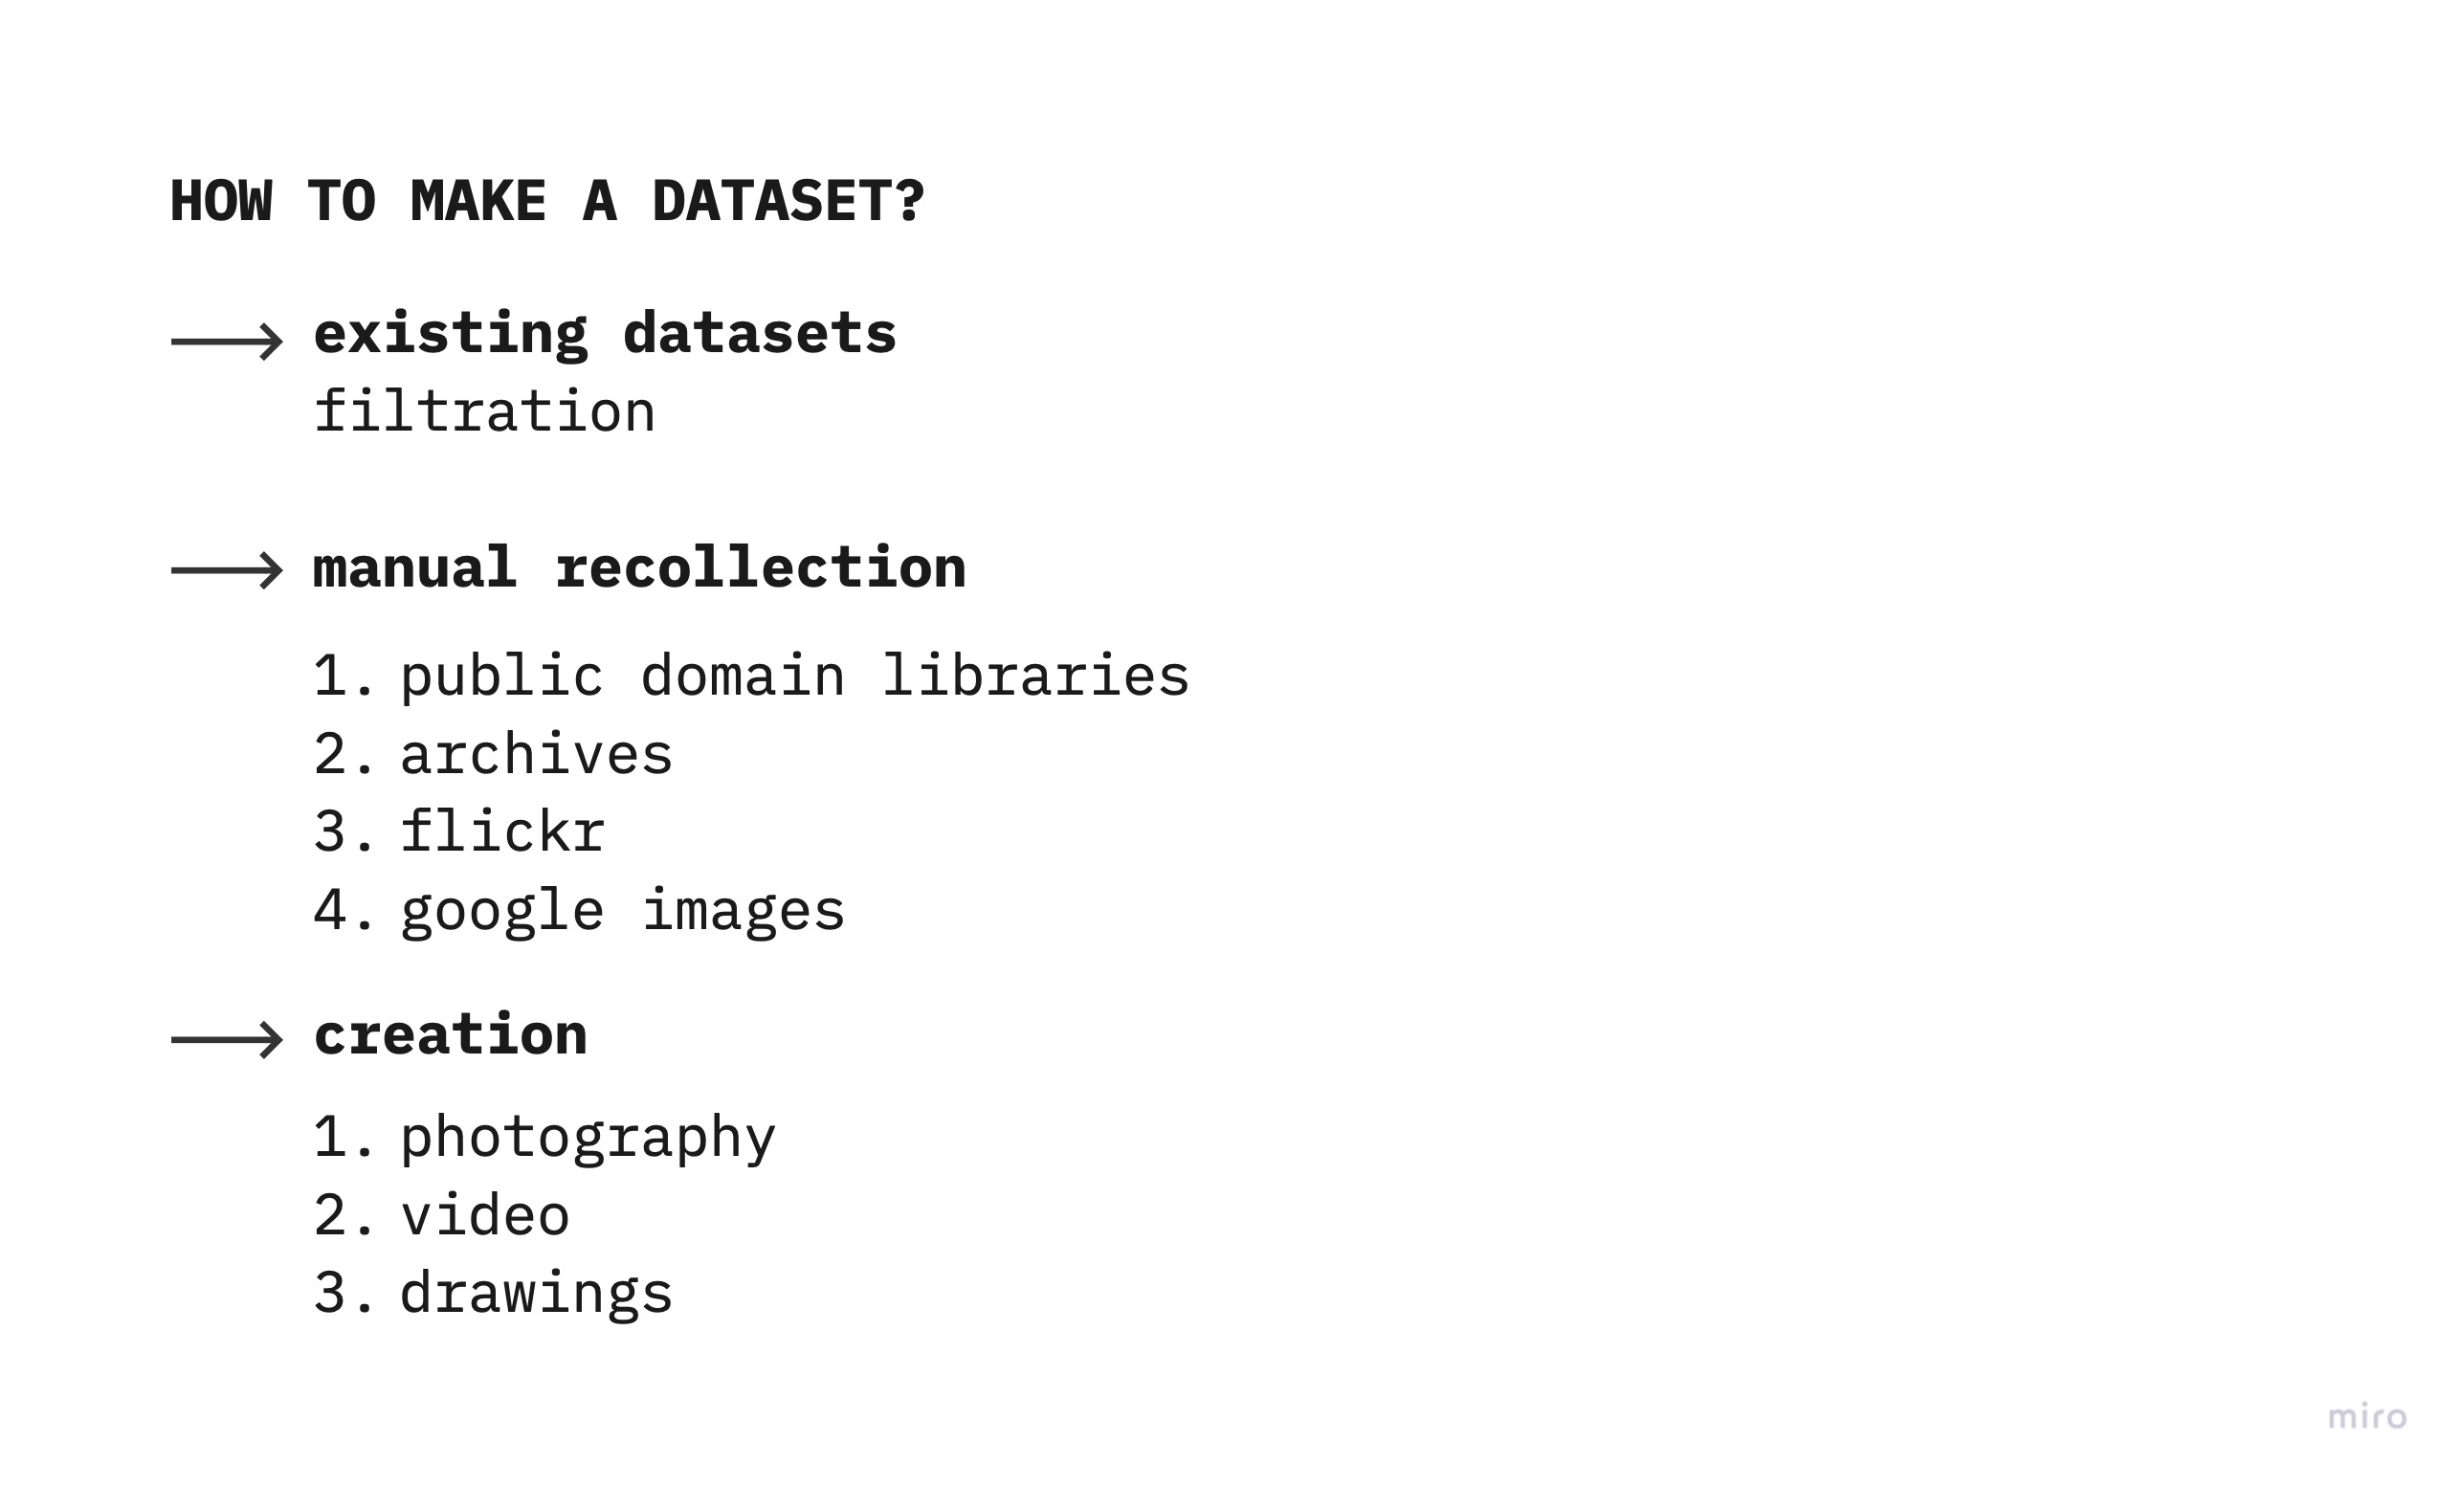 HOW TO MAKE A DATASET?
existing datasets
filtration
manual recollection
1. public domain libraries
2. archives
3. flickr
4. google images
creation
1. photography
2. video
3. drawings
miro